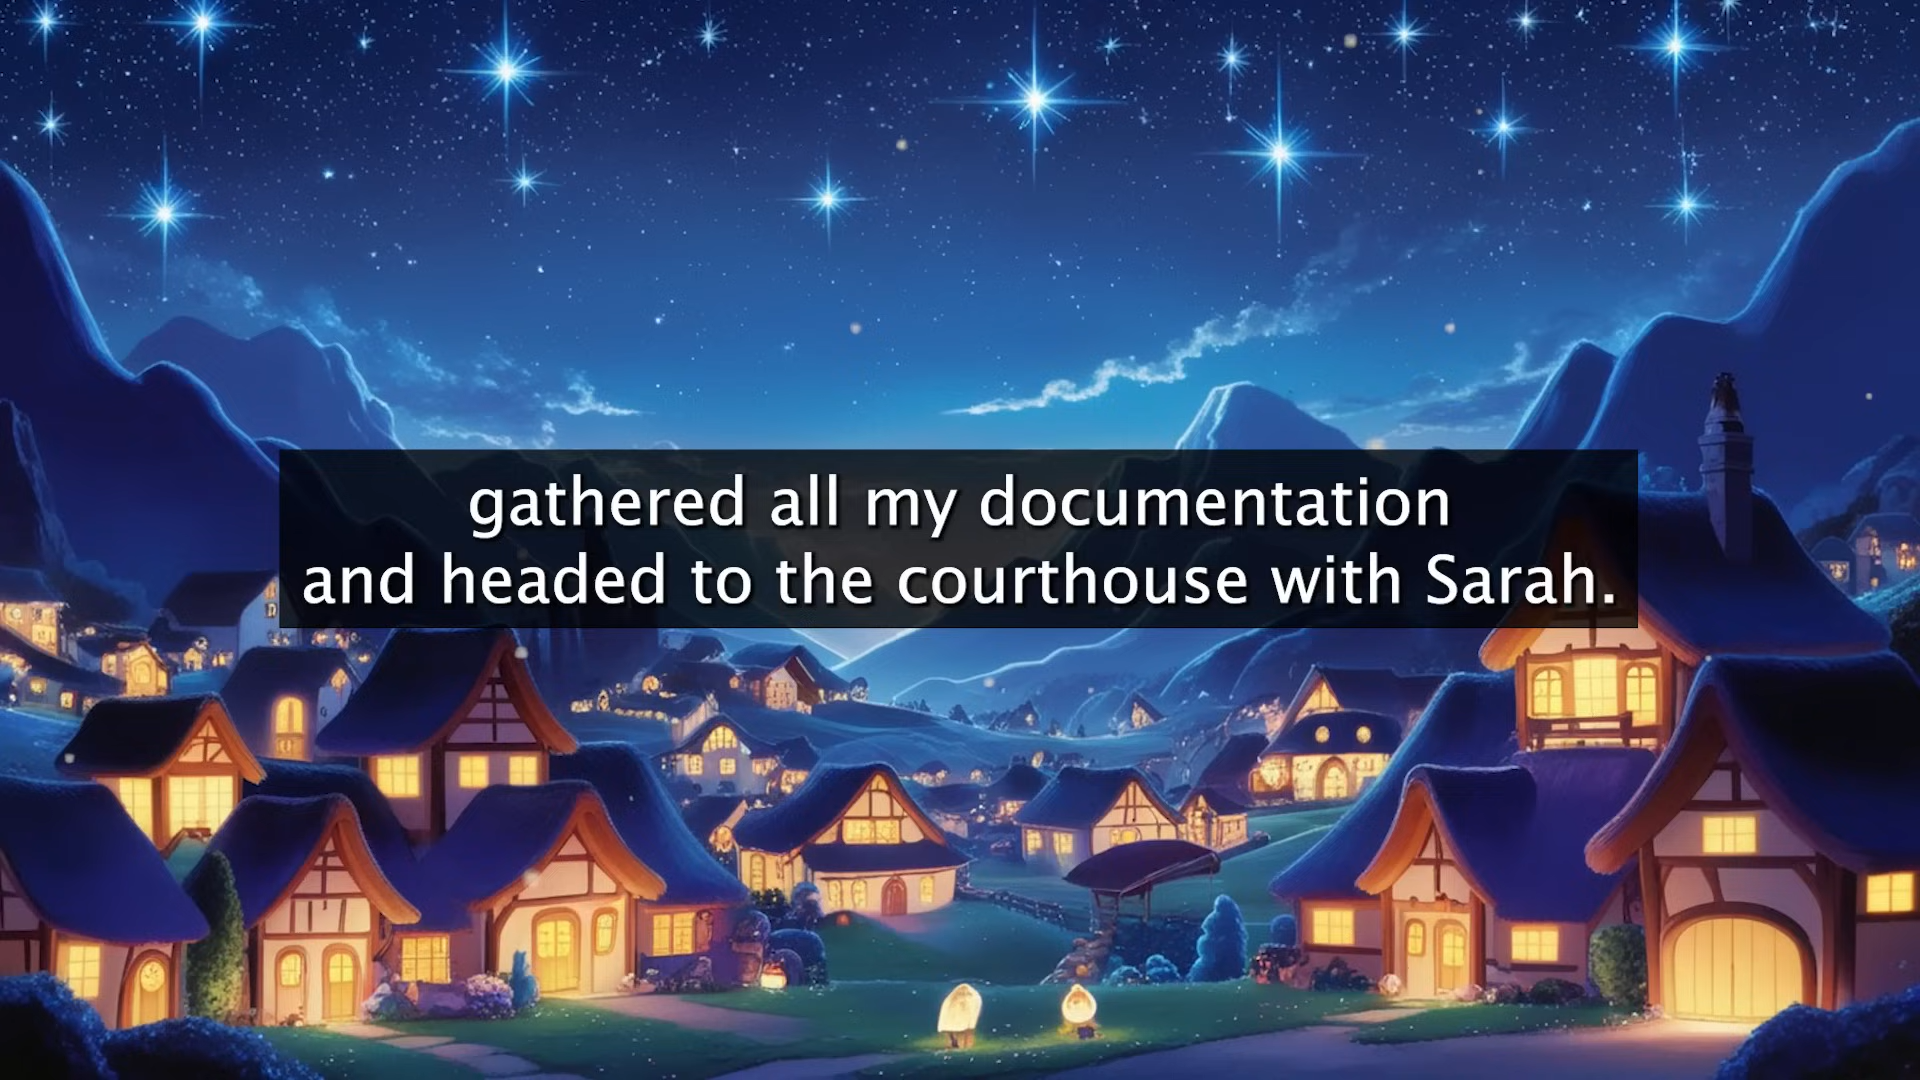 gathered all my documentation
and headed to the courthouse with Sarah.